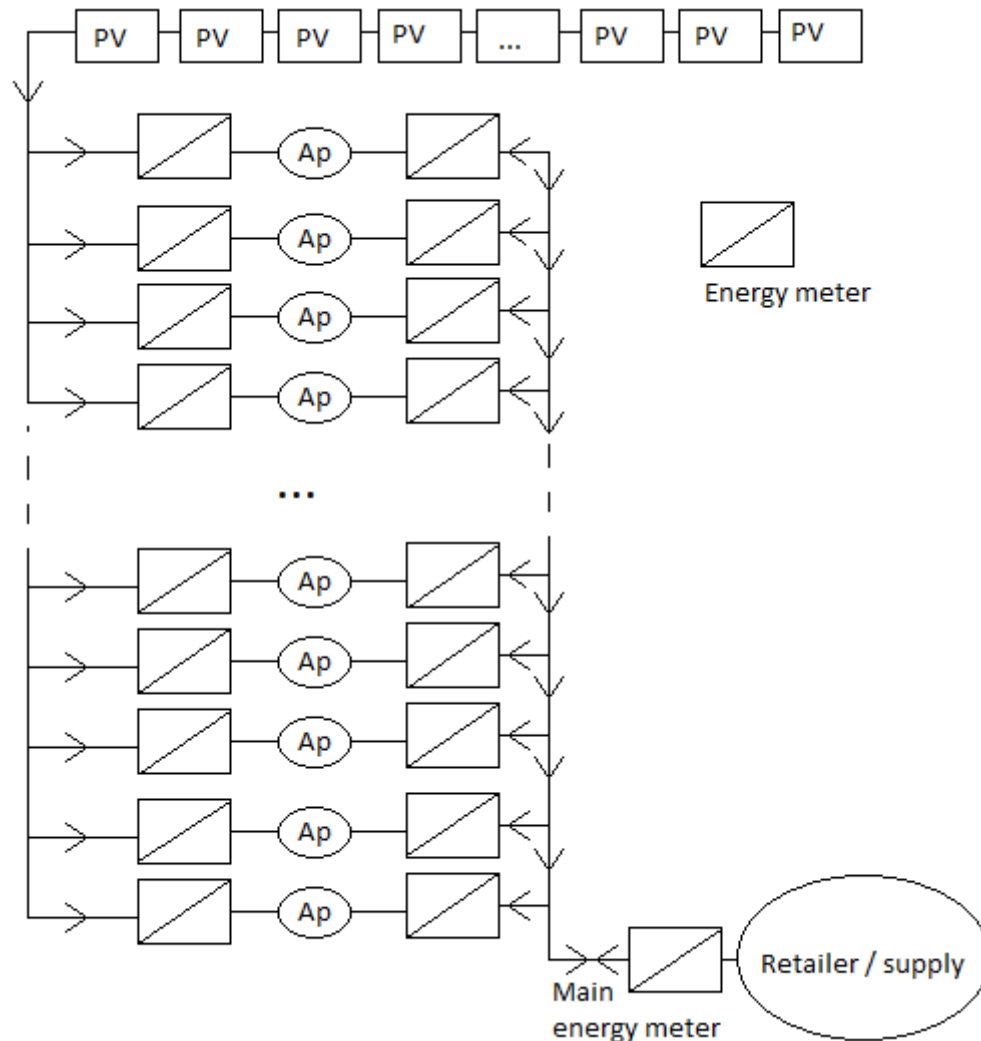 PV PV PV PV ... PV PV PV
Ap
Ap
Energy meter
Ap
Ap
...
Ap
Ap
Ap
Ap
Ap
Retailer / supply
Main
energy meter